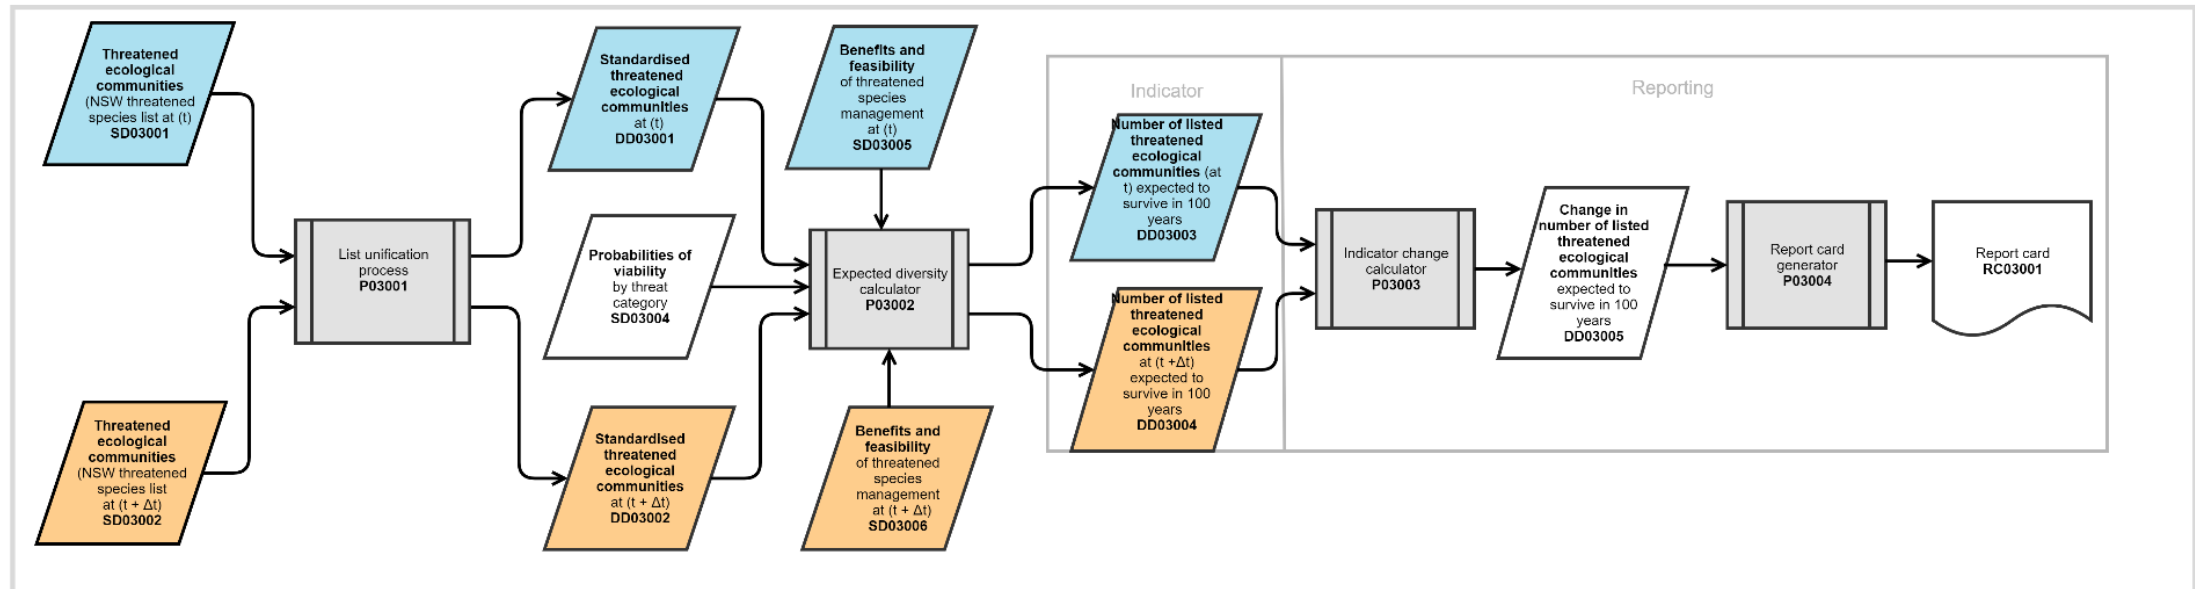 Threatened
ecological
communities
(NSW threatened
species list at (t)
SD03001
Threatened
ecological
communities
(NSW threatened
species list
at (t + Δt)
SD03002
List unification
process
P03001
Standardised
threatened
ecological
communities
at (t)
DD03001
Probabilities of
viability
by threat
category
SD03004
Standardised
threatened
ecological
communities
at (t + Δt)
DD03002
Benefits and
feasibility
of threatened
species
management
at (t)
SD03005
Expected diversity
calculator
P03002
Benefits and
feasibility
of threatened
species
management
at (t + Δt)
SD03006
Indicator
Number of listed
threatened
ecological
communities (at
t) expected to
survive in 100
years
DD03003
Number of listed
threatened
ecological
communities
at (t +Δt)
expected to
survive in 100
years
DD03004
Reporting
Indicator change
calculator
P03003
Change in
number of listed
threatened
ecological
communities
expected to
survive in 100
years
DD03005
Report card
generator
P03004
Report card
RC03001